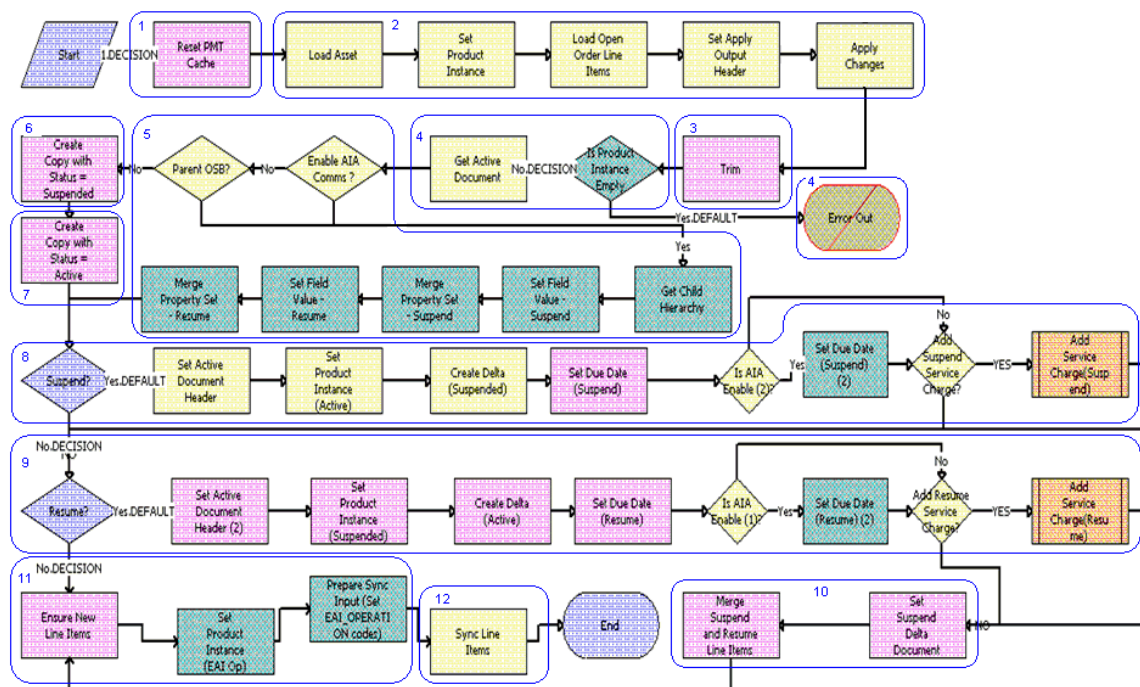 1
2
Start
1.DECISION
Reset PMT
Cache
Load Asset
Set
Product
Instance
Load Open
Order Line
Items
Set Apply
Output
Header
Apply
Changes
6
5
4
3
Create
Copy with
Status =
Suspended
No
Parent OSB?
No
Enable AIA
Comms ?
Get Active
Document
No.DECISION
Is Product
Instance
Empty
Trim
4
Yes.DEFAULT
Error Out
Create
Copy with
Status =
Active
7
Yes
Merge
Property Set
- Resume
Set Field
Value -
Resume
Merge
Property Set
- Suspend
Set Field
Value -
Suspend
Get Child
Hierarchy
8
Suspend?
Yes.DEFAULT
Set Active
Document
Header
Set
Product
Instance
(Active)
Create Delta
(Suspended)
Set Due Date
(Suspend)
Is AIA
Enable (2)?
Yes
No
Set Due Date
(Suspend)
(2)
Add
Suspend
Service
Charge?
YES
Add
Service
Charge(Susp
end)
No.DECISION
9
Resume?
Yes.DEFAULT
Set Active
Document
Header (2)
Set
Product
Instance
(Suspended)
Create Delta
(Active)
Set Due Date
(Resume)
Is AIA
Enable (1)?
Yes
No
Set Due Date
(Resume) (2)
Add Resume
Service
Charge?
YES
Add
Service
Charge(Resu
me)
No.DECISION
11
Ensure New
Line Items
Set
Product
Instance
(EAI Op)
Prepare Sync
Input (Set
EAI_OPERATI
ON codes)
12
Sync Line
Items
End
10
Merge
Suspend
and Resume
Line Items
Set
Suspend
Delta
Document
NO